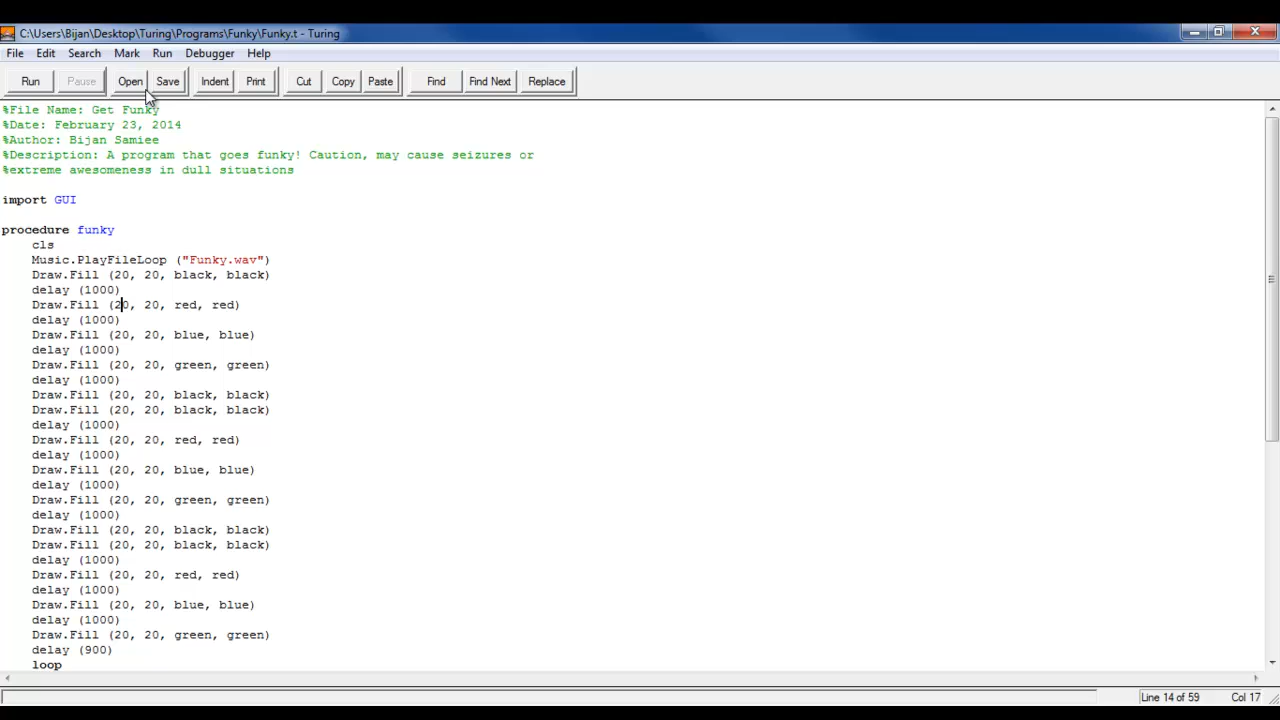 C:\Users\Bijan\Desktop\Turing\Programs\Funky\Funky.t - Turing
File Edit Search Mark Run Debugger Help
Run Pause Open Save Indent Print Cut Copy Paste Find Find Next Replace
%File Name: Get Funky
%Date: February 23, 2014
%Author: Bijan Samiee
%Description: A program that goes funky! Caution, may cause seizures or
%extreme awesomeness in dull situations
import GUI
procedure funky
cls
Music.PlayFileLoop ("Funky.wav")
Draw.Fill (20, 20, black, black)
delay (1000)
Draw.Fill (20, 20, red, red)
delay (1000)
Draw.Fill (20, 20, blue, blue)
delay (1000)
Draw.Fill (20, 20, green, green)
delay (1000)
Draw.Fill (20, 20, black, black)
Draw.Fill (20, 20, black, black)
delay (1000)
Draw.Fill (20, 20, red, red)
delay (1000)
Draw.Fill (20, 20, blue, blue)
delay (1000)
Draw.Fill (20, 20, green, green)
delay (1000)
Draw.Fill (20, 20, black, black)
Draw.Fill (20, 20, black, black)
delay (1000)
Draw.Fill (20, 20, red, red)
delay (1000)
Draw.Fill (20, 20, blue, blue)
delay (1000)
Draw.Fill (20, 20, green, green)
delay (900)
loop
Line 14 of 59 Col 17